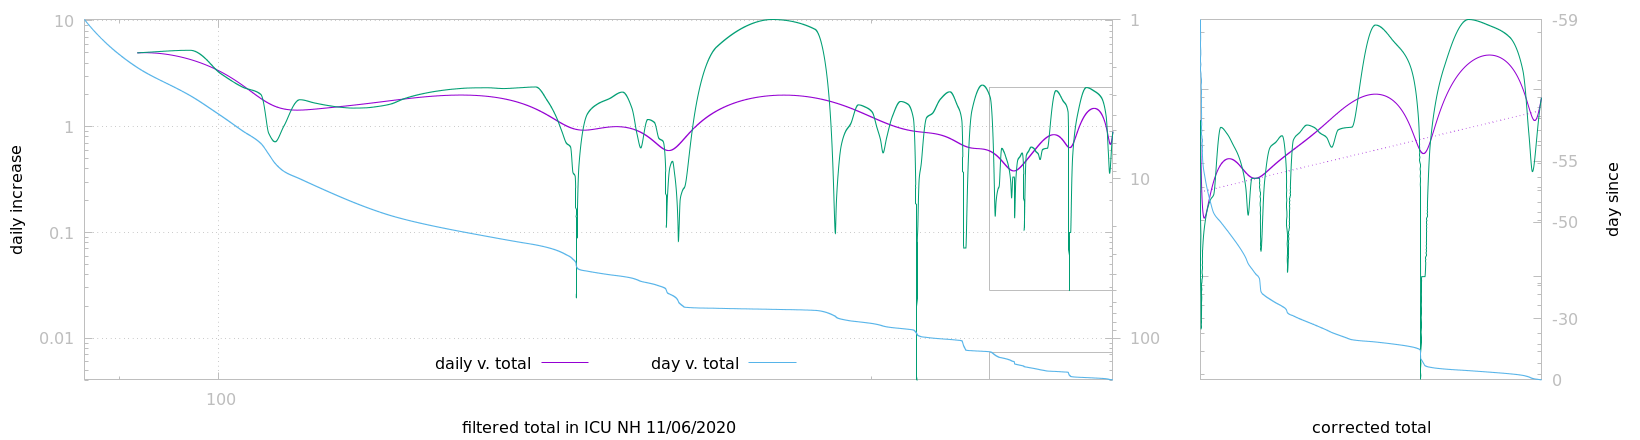 10
1
0.1
0.01
daily increase
100
filtered total in ICU NH 11/06/2020
daily v. total
day v. total
1
10
100
-59
-55
-50
-30
0
day since
corrected total